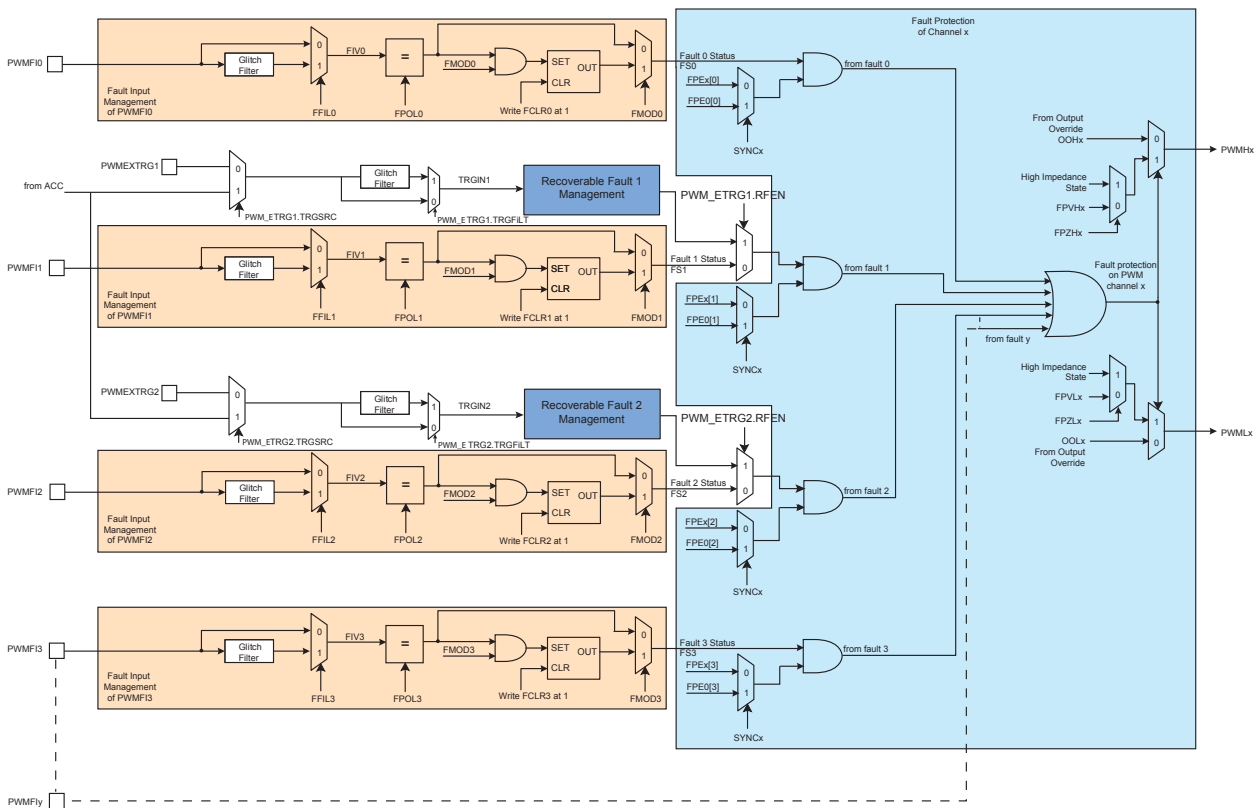 Fault Protection
of Channel x
PWMFI0
Glitch
Filter
0
1
FIV0
=
FMOD0
SET
OUT
CLR
0
1
Fault Input
Management
of PWMFI0
FFIL0
FPOL0
Write FCLR0 at 1
FMOD0
Fault 0 Status
FS0
FPEx[0]
FPE0[0]
0
1
SYNCx
from fault 0
From Output
Override
OOHx
0
1
PWMHx
High Impedance
State
FPVHx
FPZHx
1
0
PWMEXTRG1
from ACC
0
1
PWM_ETRG1.TRGSRC
Glitch
Filter
1
0
TRGIN1
PWM_ETRG1.TRGFILT
Recoverable Fault 1
Management
PWM_ETRG1.RFEN
1
0
PWMFI1
Glitch
Filter
0
1
FIV1
=
FMOD1
SET
OUT
CLR
0
1
Fault Input
Management
of PWMFI1
FFIL1
FPOL1
Write FCLR1 at 1
FMOD1
Fault 1 Status
FS1
FPEx[1]
FPE0[1]
0
1
SYNCx
from fault 1
Fault protection
on PWM
channel x
from fault y
PWMEXTRG2
0
1
PWM_ETRG2.TRGSRC
Glitch
Filter
1
0
TRGIN2
PWM_ETRG2.TRGFILT
Recoverable Fault 2
Management
PWM_ETRG2.RFEN
1
0
High Impedance
State
FPVLx
FPZLx
1
0
OOLx
From Output
Override
1
0
PWMLx
PWMFI2
Glitch
Filter
0
1
FIV2
=
FMOD2
SET
OUT
CLR
0
1
Fault Input
Management
of PWMFI2
FFIL2
FPOL2
Write FCLR2 at 1
FMOD2
Fault 2 Status
FS2
FPEx[2]
FPE0[2]
0
1
SYNCx
from fault 2
PWMFI3
Glitch
Filter
0
1
FIV3
=
FMOD3
SET
OUT
CLR
0
1
Fault Input
Management
of PWMFI3
FFIL3
FPOL3
Write FCLR3 at 1
FMOD3
Fault 3 Status
FS3
FPEx[3]
FPE0[3]
0
1
SYNCx
from fault 3
PWMFIy